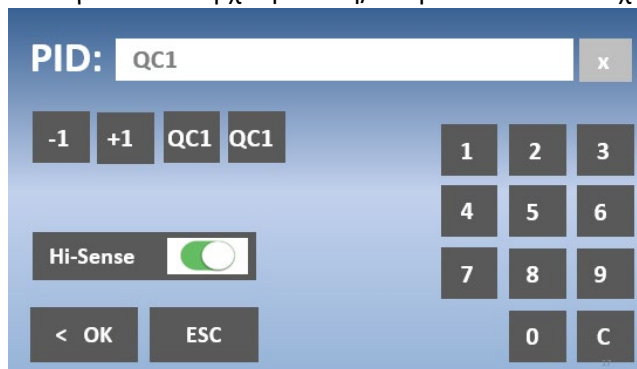 PID: QC1 x
-1 +1 QC1 QC1
1 2 3
4 5 6
Hi-Sense
7 8 9
< OK ESC
0 C